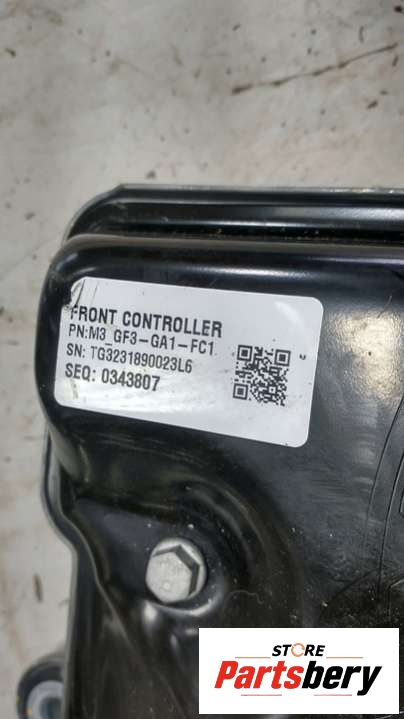 FRONT CONTROLLER
PN:M3_GF3-GA1-FC1
SN: TG3231890023L6
SEQ: 0343807
STORE
Partsbery